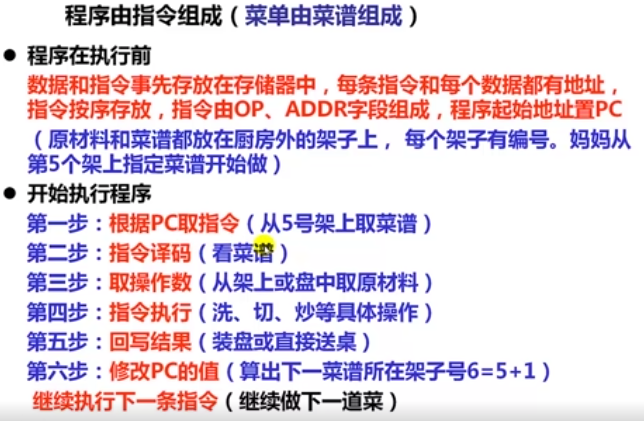 程序由指令组成（菜单由菜谱组成）
● 程序在执行前
数据和指令事先存放在存储器中，每条指令和每个数据都有地址，
指令按序存放，指令由OP、ADDR字段组成，程序起始地址置PC
（原材料和菜谱都放在厨房外的架子上， 每个架子有编号。妈妈从
第5个架上指定菜谱开始做）
● 开始执行程序
第一步：根据PC取指令（从5号架上取菜谱）
第二步：指令译码（看菜谱）
第三步：取操作数（从架上或盘中取原材料）
第四步：指令执行（洗、切、炒等具体操作）
第五步：回写结果（装盘或直接送桌）
第六步：修改PC的值（算出下一菜谱所在架子号6=5+1）
继续执行下一条指令（继续做下一道菜）